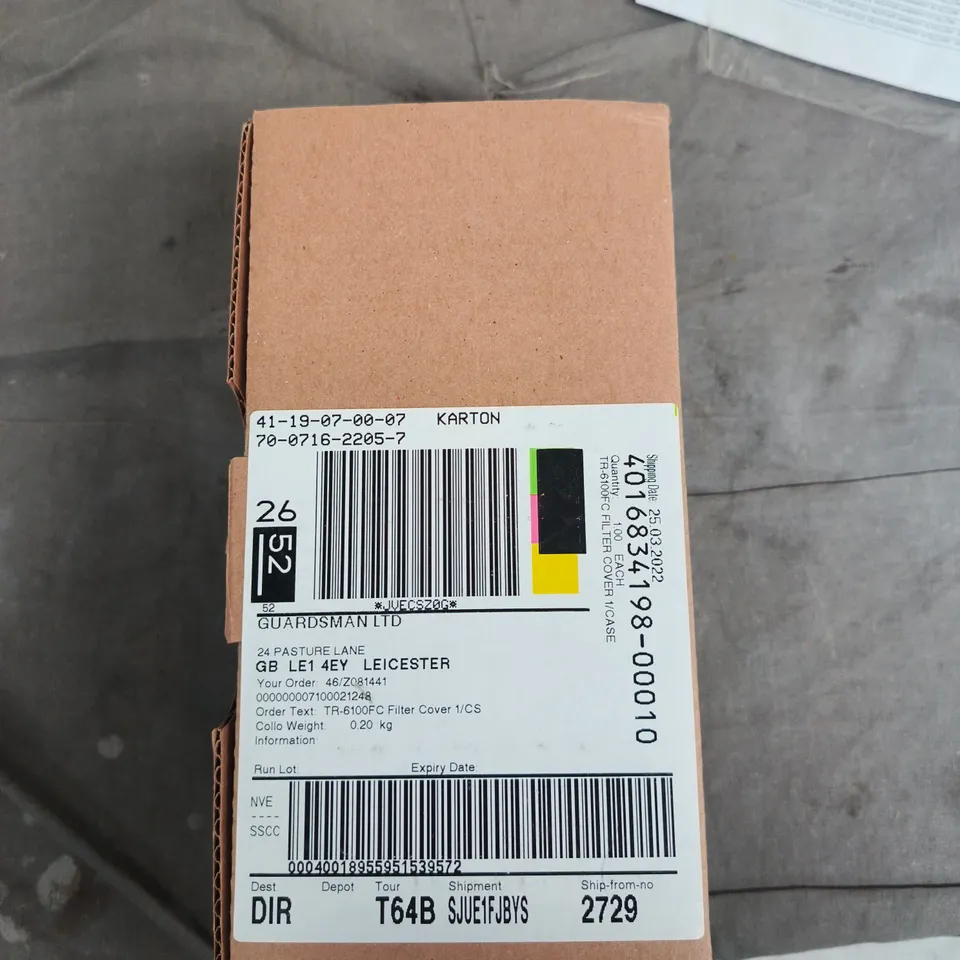 41-19-07-00-07 KARTON
70-0716-2205-7
26
52
52
*JVECSZ0G*
Shipping Date 25.03.2022
4016834198-00010
Quantity 1.00 EACH
TR-6100FC FILTER COVER 1/CASE
GUARDSMAN LTD
24 PASTURE LANE
GB LE1 4EY LEICESTER
Your Order: 46/Z081441
000000007100021248
Order Text: TR-6100FC Filter Cover 1/CS
Collo Weight: 0.20 kg
Information:
Run Lot: Expiry Date:
NVE
----
SSCC
00040018955951539572
Dest Depot Tour Shipment Ship-from-no
DIR T64B SJUE1FJBYS 2729